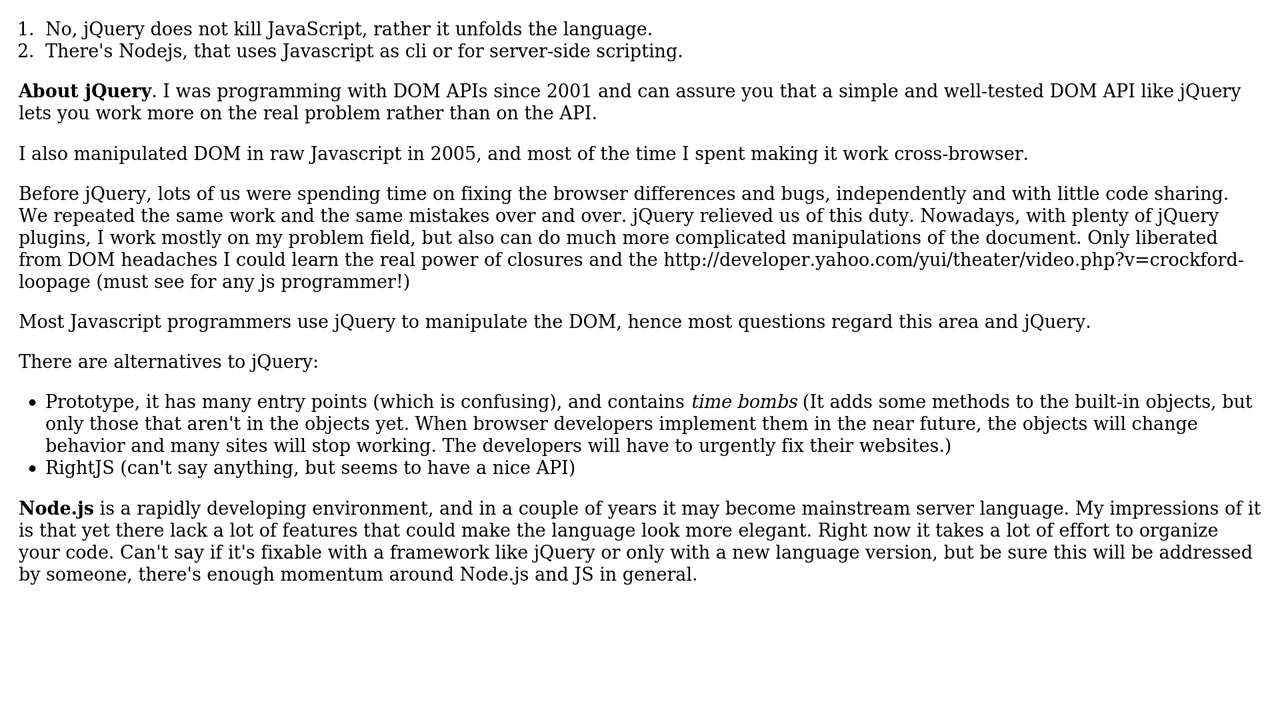 1. No, jQuery does not kill JavaScript, rather it unfolds the language.
2. There's Nodejs, that uses Javascript as cli or for server-side scripting.
About jQuery. I was programming with DOM APIs since 2001 and can assure you that a simple and well-tested DOM API like jQuery
lets you work more on the real problem rather than on the API.
I also manipulated DOM in raw Javascript in 2005, and most of the time I spent making it work cross-browser.
Before jQuery, lots of us were spending time on fixing the browser differences and bugs, independently and with little code sharing.
We repeated the same work and the same mistakes over and over. jQuery relieved us of this duty. Nowadays, with plenty of jQuery
plugins, I work mostly on my problem field, but also can do much more complicated manipulations of the document. Only liberated
from DOM headaches I could learn the real power of closures and the http://developer.yahoo.com/yui/theater/video.php?v=crockford-
loopage (must see for any js programmer!)
Most Javascript programmers use jQuery to manipulate the DOM, hence most questions regard this area and jQuery.
There are alternatives to jQuery:
• Prototype, it has many entry points (which is confusing), and contains time bombs (It adds some methods to the built-in objects, but
only those that aren't in the objects yet. When browser developers implement them in the near future, the objects will change
behavior and many sites will stop working. The developers will have to urgently fix their websites.)
• RightJS (can't say anything, but seems to have a nice API)
Node.js is a rapidly developing environment, and in a couple of years it may become mainstream server language. My impressions of it
is that yet there lack a lot of features that could make the language look more elegant. Right now it takes a lot of effort to organize
your code. Can't say if it's fixable with a framework like jQuery or only with a new language version, but be sure this will be addressed
by someone, there's enough momentum around Node.js and JS in general.